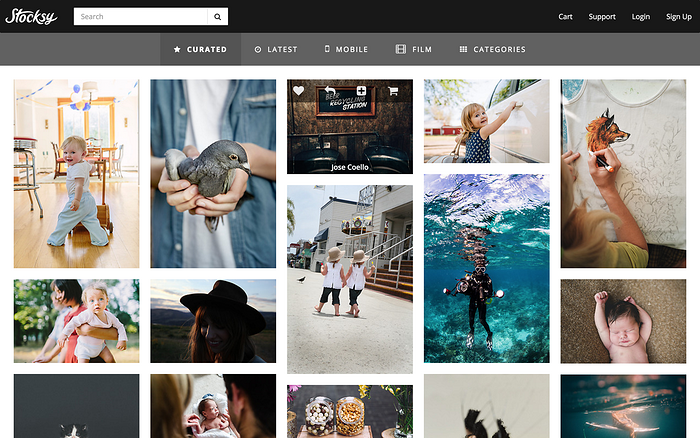 Stocksy
Search
Cart
Support
Login
Sign Up
CURATED
LATEST
MOBILE
FILM
CATEGORIES
BEER
RECYCLING
STATION
Jose Coello